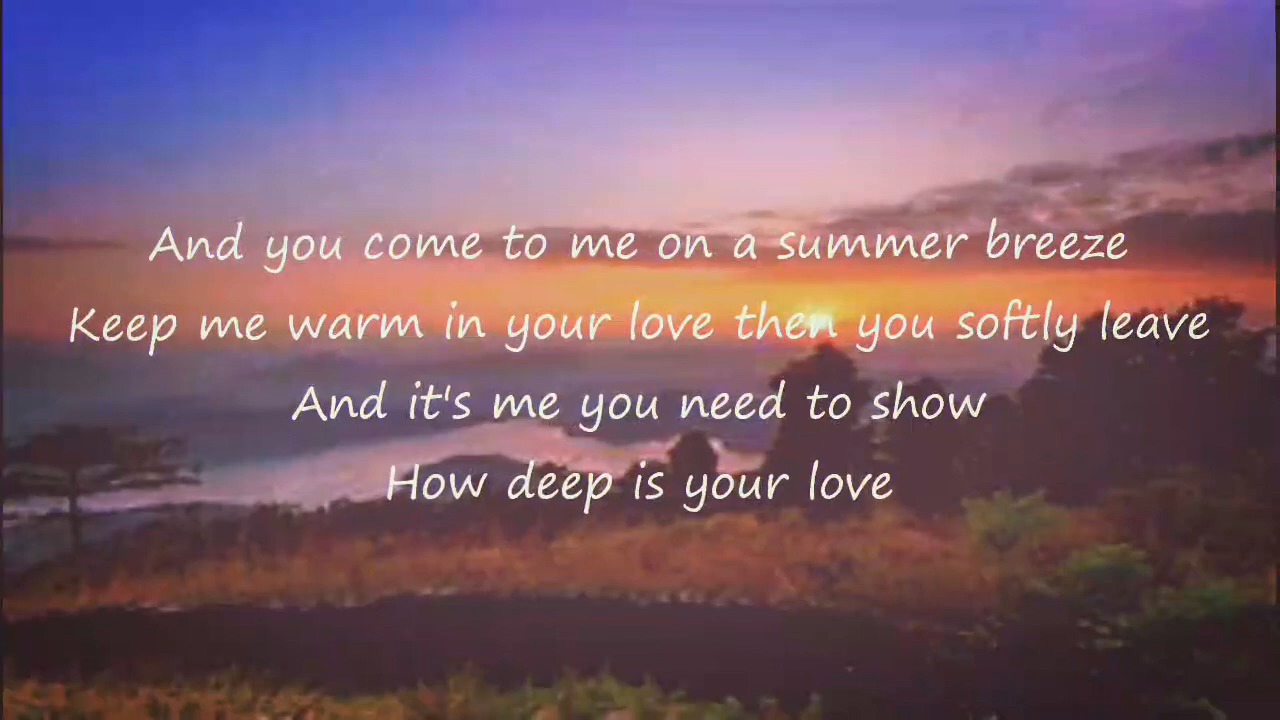 And you come to me on a summer breeze
Keep me warm in your love then you softly leave
And it's me you need to show
How deep is your love